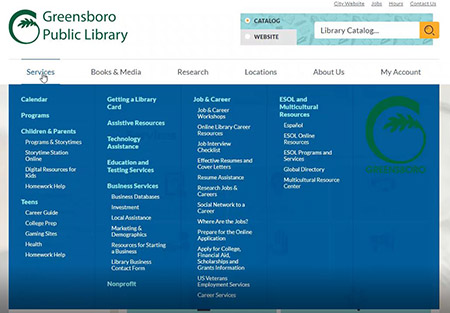 City Website Jobs Hours Contact Us
Greensboro
Public Library
CATALOG
WEBSITE
Library Catalog...
Services Books & Media Research Locations About Us My Account
Calendar
Programs
Children & Parents
Programs & Storytimes
Storytime Station
Online
Digital Resources for
Kids
Homework Help
Teens
Career Guide
College Prep
Gaming Sites
Health
Homework Help
Getting a Library
Card
Assistive Resources
Technology
Assistance
Education and
Testing Services
Business Services
Business Databases
Investment
Local Assistance
Marketing &
Demographics
Resources for Starting
a Business
Library Business
Contact Form
Nonprofit
Job & Career
Job & Career
Workshops
Online Library Career
Resources
Job Interview
Checklist
Effective Resumes and
Cover Letters
Resume Assistance
Research Jobs &
Careers
Social Network to a
Career
Where Are the Jobs?
Prepare for the Online
Application
Apply for College,
Financial Aid,
Scholarships and
Grants Information
US Veterans
Employment Services
Career Services
ESOL and
Multicultural
Resources
Español
ESOL Online
Resources
ESOL Programs and
Services
Global Directory
Multicultural Resource
Center
GREENSBORO